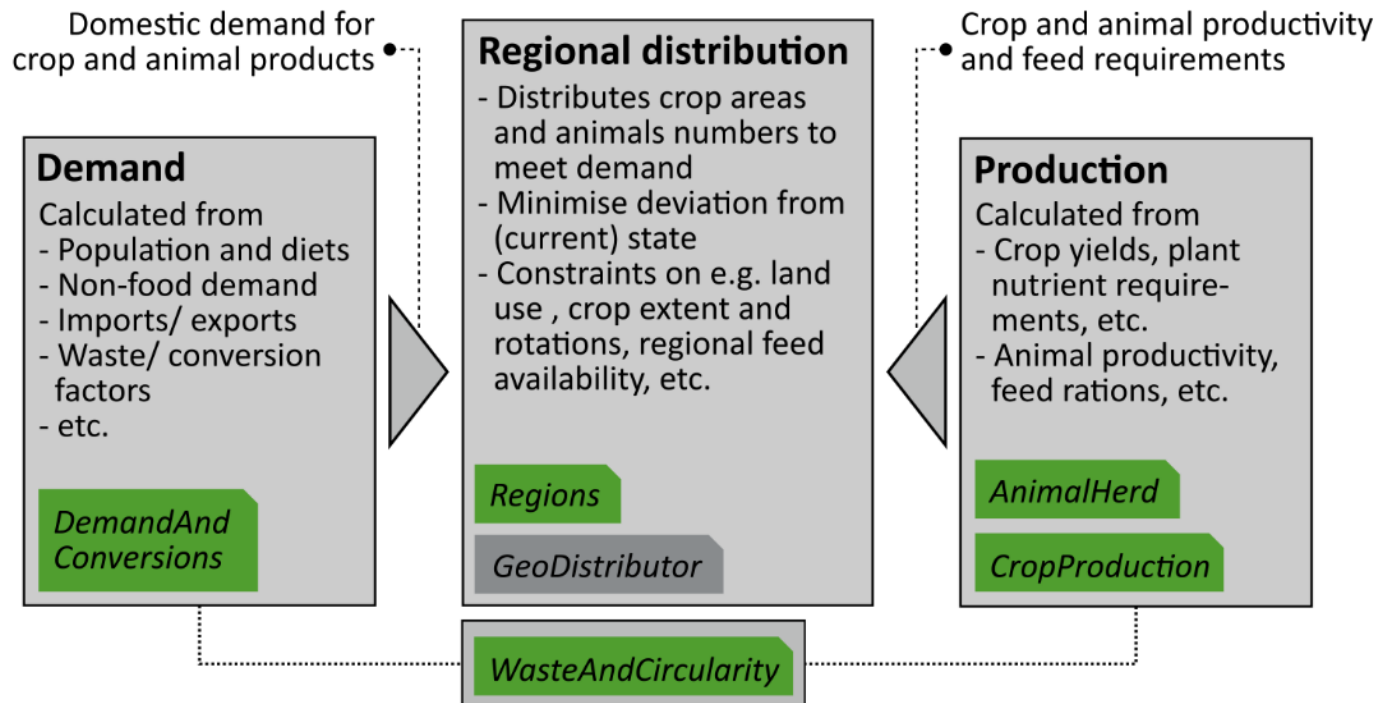 Domestic demand for
crop and animal products
Crop and animal productivity
and feed requirements
Demand
Calculated from
- Population and diets
- Non-food demand
- Imports/ exports
- Waste/ conversion
factors
- etc.
DemandAnd
Conversions
Regional distribution
- Distributes crop areas
and animals numbers to
meet demand
- Minimise deviation from
(current) state
- Constraints on e.g. land
use , crop extent and
rotations, regional feed
availability, etc.
Regions
GeoDistributor
Production
Calculated from
- Crop yields, plant
nutrient require-
ments, etc.
- Animal productivity,
feed rations, etc.
AnimalHerd
CropProduction
WasteAndCircularity